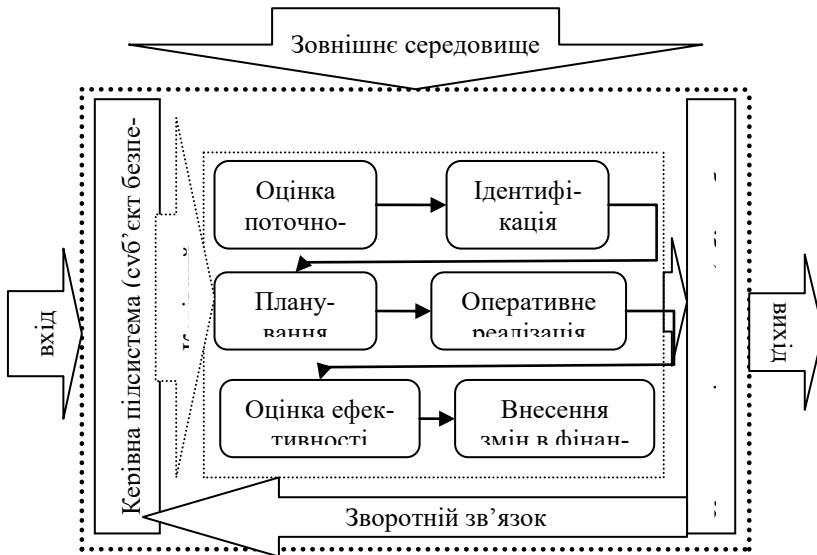 Зовнішнє середовище
вхід
Керівна підсистема (суб’єкт безпе-
Оцінка
поточно-
Ідентифі-
кація
Плану-
вання
Оперативне
реалізація
Оцінка ефек-
тивності
Внесення
змін в фінан-
вихід
Зворотній зв’язок